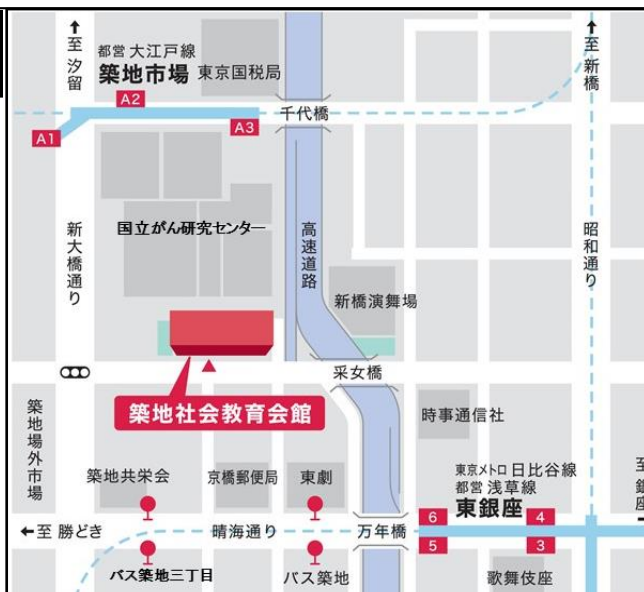 至 汐留
都営 大江戸線
築地市場
東京国税局
至 新橋
A2
A1
A3
千代橋
国立がん研究センター
新大橋通り
高速道路
昭和通り
新橋演舞場
采女橋
築地社会教育会館
築地場外市場
時事通信社
築地共栄会
京橋郵便局
東劇
東京メトロ 日比谷線
都営 浅草線
東銀座
至 銀座
←至 勝どき
晴海通り
万年橋
6
4
5
3
バス築地三丁目
バス築地
歌舞伎座